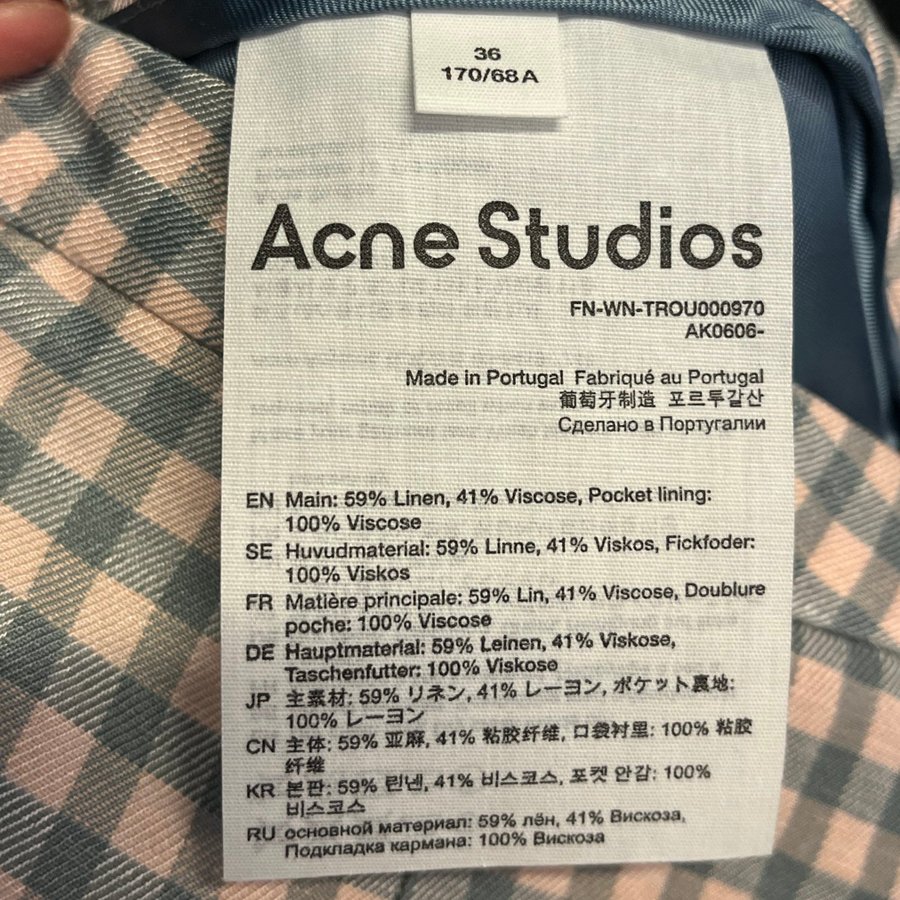 36
170/68A
Acne Studios
FN-WN-TROU000970
AK0606-
Made in Portugal Fabriqué au Portugal
葡萄牙制造 포르투갈산
Сделано в Португалии
EN Main: 59% Linen, 41% Viscose, Pocket lining:
100% Viscose
SE Huvudmaterial: 59% Linne, 41% Viskos, Fickfoder:
100% Viskos
FR Matière principale: 59% Lin, 41% Viscose, Doublure
poche: 100% Viscose
DE Hauptmaterial: 59% Leinen, 41% Viskose,
Taschenfutter: 100% Viskose
JP 主素材: 59% リネン, 41% レーヨン, ポケット裏地:
100% レーヨン
CN 主体: 59% 亚麻, 41% 粘胶纤维, 口袋衬里: 100% 粘胶
纤维
KR 본판: 59% 린넨, 41% 비스코스, 포켓 안감: 100%
비스코스
RU основной материал: 59% лён, 41% Вискоза,
Подкладка кармана: 100% Вискоза